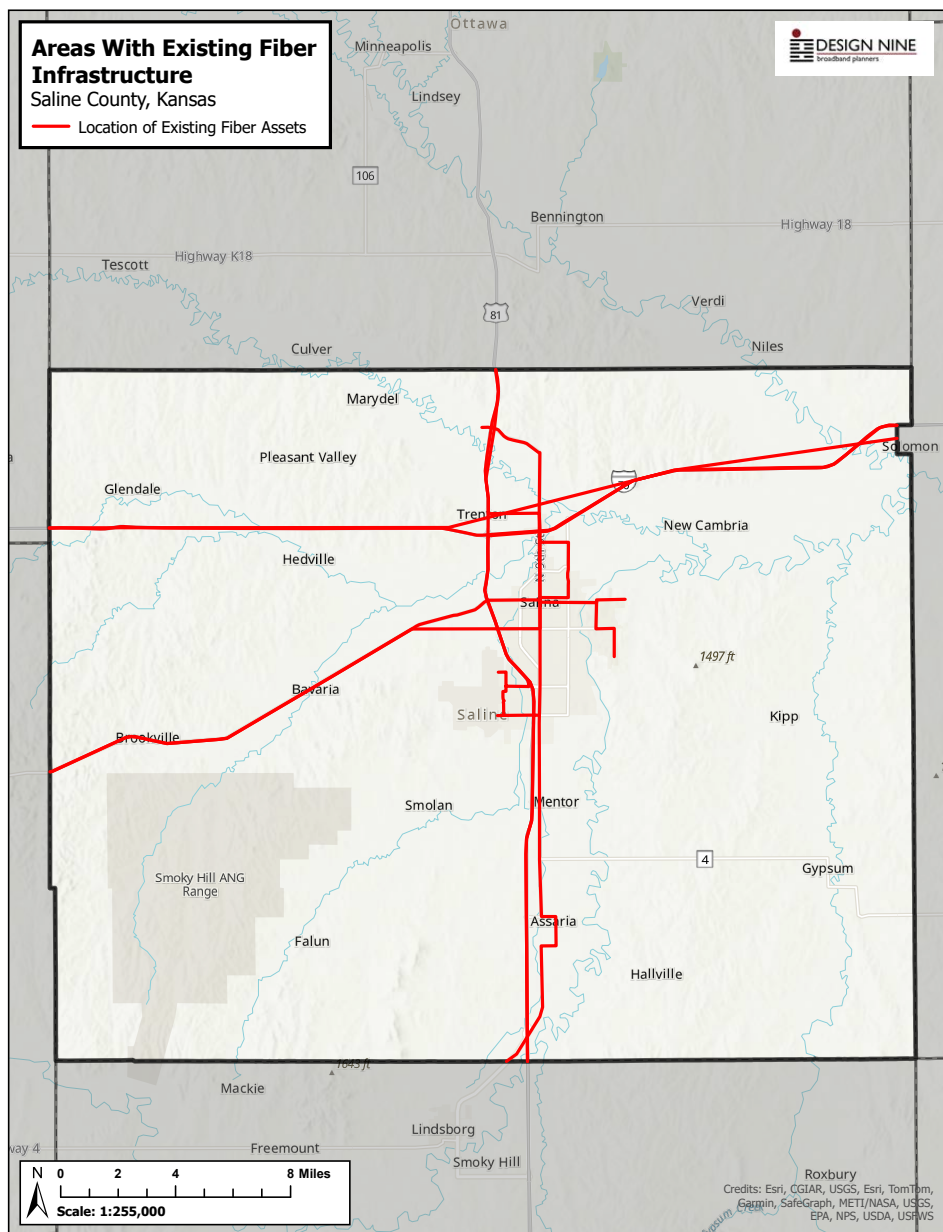 Areas With Existing Fiber
Infrastructure
Saline County, Kansas
Location of Existing Fiber Assets
DESIGN NINE
broadband planners
Ottawa
Minneapolis
Lindsey
106
Bennington
Highway 18
Highway K18
Tescott
Verdi
81
Niles
Culver
Marydel
Solomon
Pleasant Valley
70
Glendale
Trenton
New Cambria
N 9th St
Hedville
Salina
1497 ft
Bavaria
Saline
Kipp
Brookville
Smolan
Mentor
4
Gypsum
Smoky Hill ANG
Range
Assaria
Falun
Hallville
1643 ft
Mackie
Lindsborg
way 4
Freemount
Smoky Hill
Roxbury
N
0 2 4 8 Miles
Scale: 1:255,000
Credits: Esri, CGIAR, USGS, Esri, TomTom,
Garmin, SafeGraph, METI/NASA, USGS,
EPA, NPS, USDA, USFWS